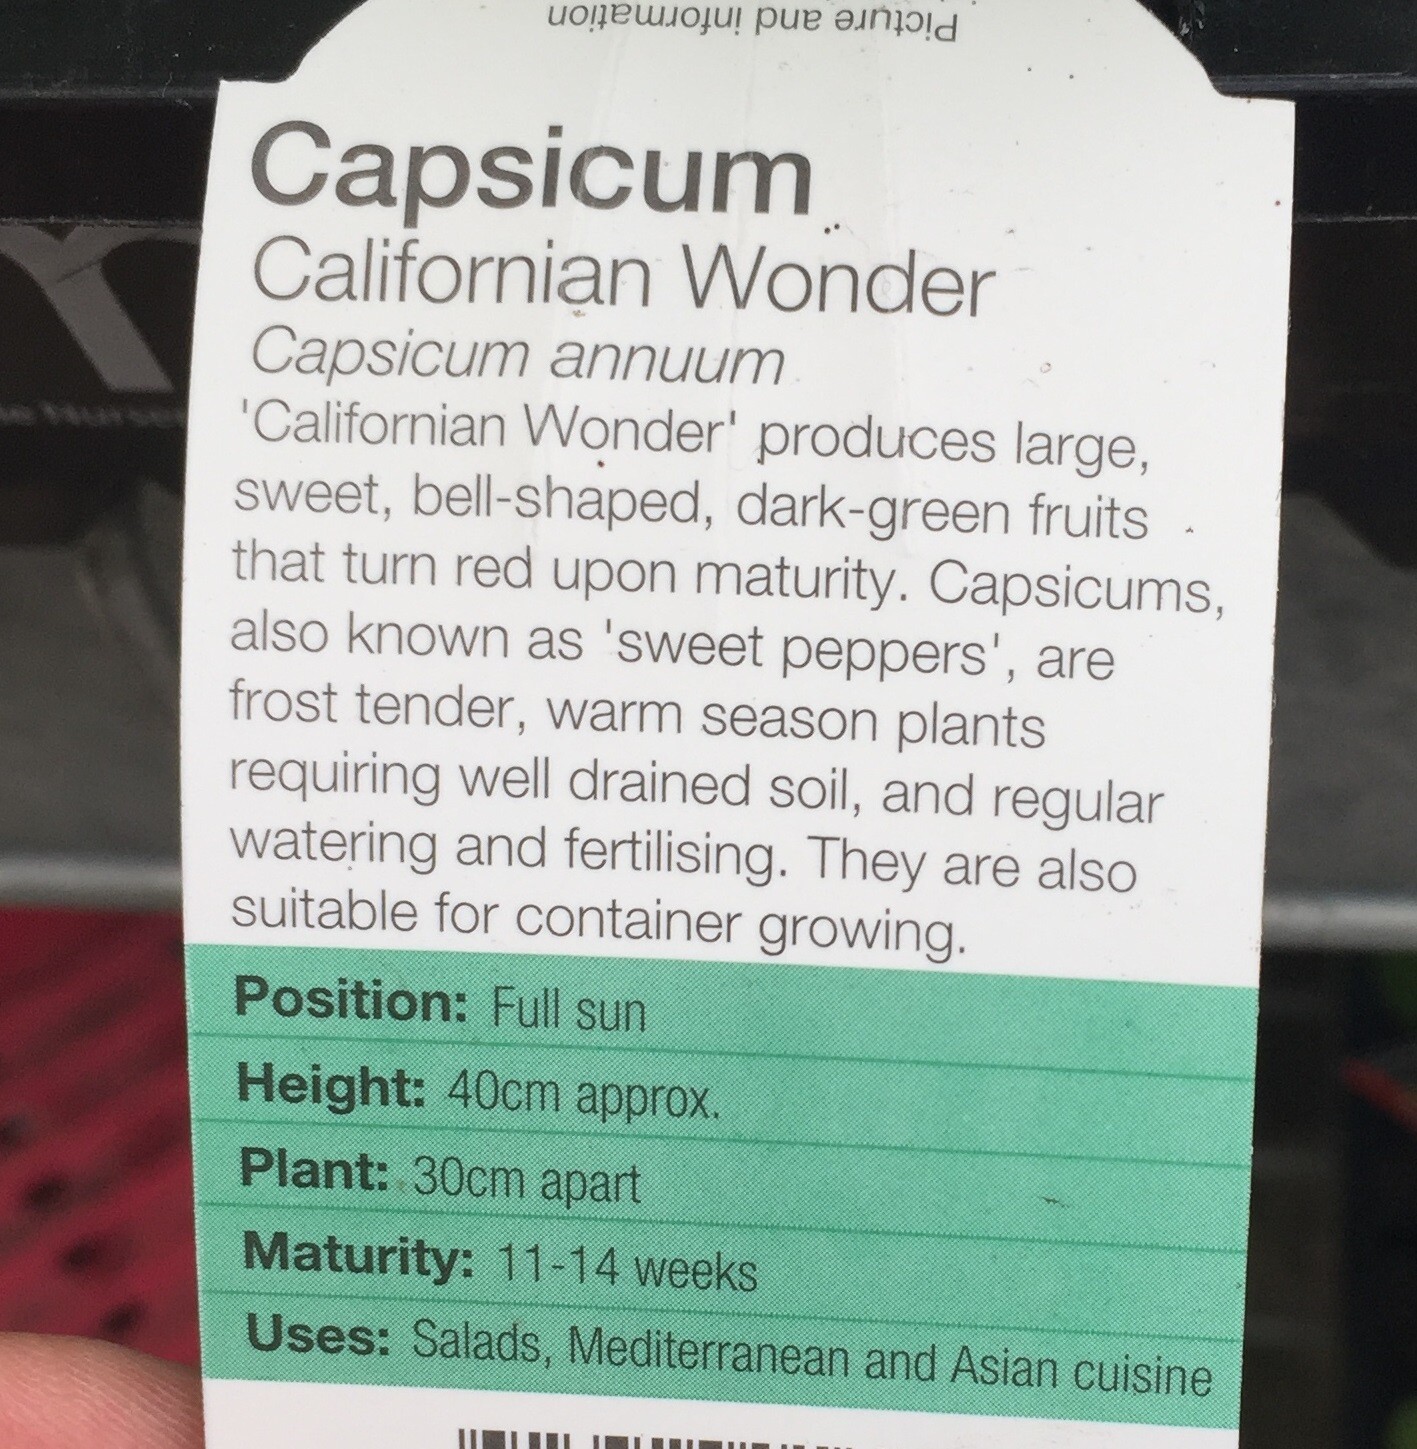 Picture and information
Capsicum
Californian Wonder
Capsicum annuum
'Californian Wonder' produces large,
sweet, bell-shaped, dark-green fruits
that turn red upon maturity. Capsicums,
also known as 'sweet peppers', are
frost tender, warm season plants
requiring well drained soil, and regular
watering and fertilising. They are also
suitable for container growing.
Position: Full sun
Height: 40cm approx.
Plant: 30cm apart
Maturity: 11-14 weeks
Uses: Salads, Mediterranean and Asian cuisine